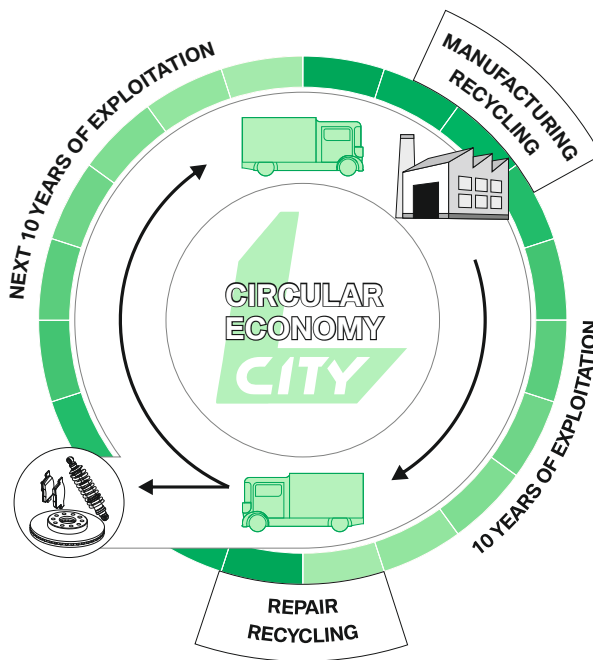 MANUFACTURING
RECYCLING
NEXT 10 YEARS OF EXPLOITATION
CIRCULAR
ECONOMY
CITY
10 YEARS OF EXPLOITATION
REPAIR
RECYCLING